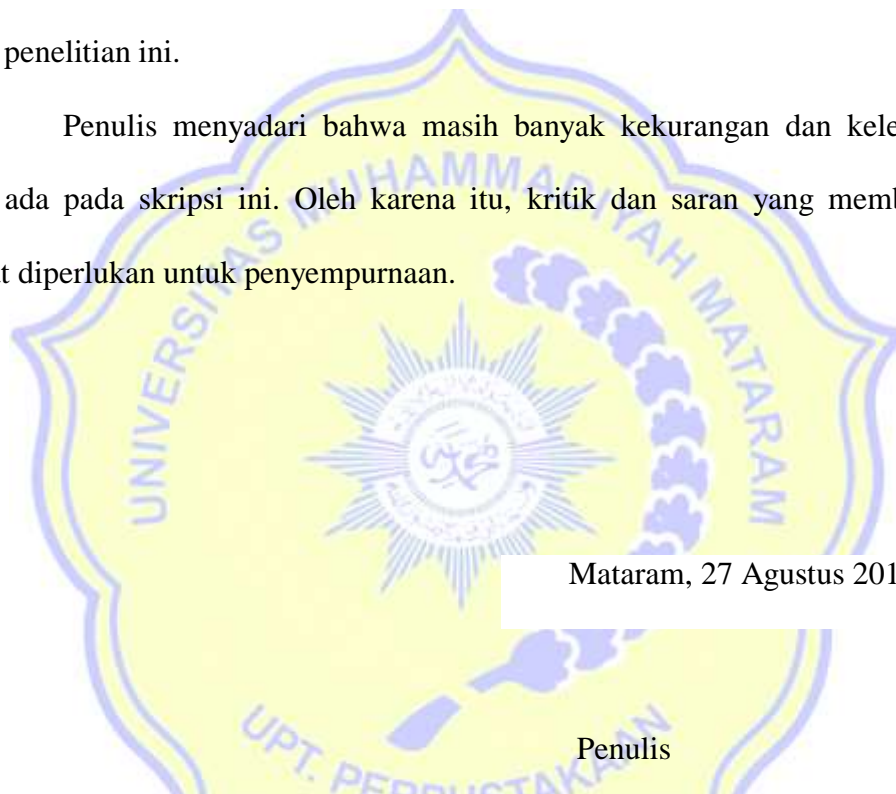 penelitian ini.
Penulis menyadari bahwa masih banyak kekurangan dan kele
ada pada skripsi ini. Oleh karena itu, kritik dan saran yang memb
t diperlukan untuk penyempurnaan.
UNIVERSITAS MUHAMMADIYAH MATARAM
Mataram, 27 Agustus 201
Penulis
UPT. PERPUSTAKAAN